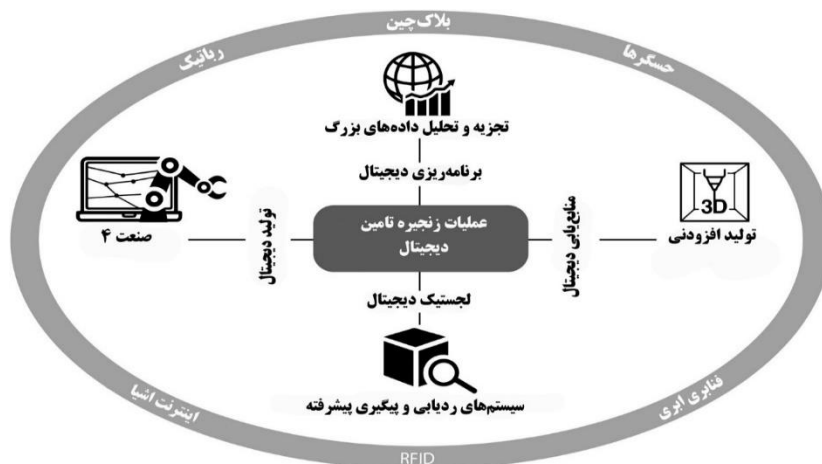 بلاک‌چین
رباتیک
حسگرها
تجزیه و تحلیل داده‌های بزرگ
برنامه‌ریزی دیجیتال
صنعت ۴
تولید دیجیتال
عملیات زنجیره تامین
دیجیتال
منابع‌یابی دیجیتال
3D
تولید افزودنی
لجستیک دیجیتال
سیستم‌های ردیابی و پیگیری پیشرفته
اینترنت اشیا
فناوری ابری
RFID